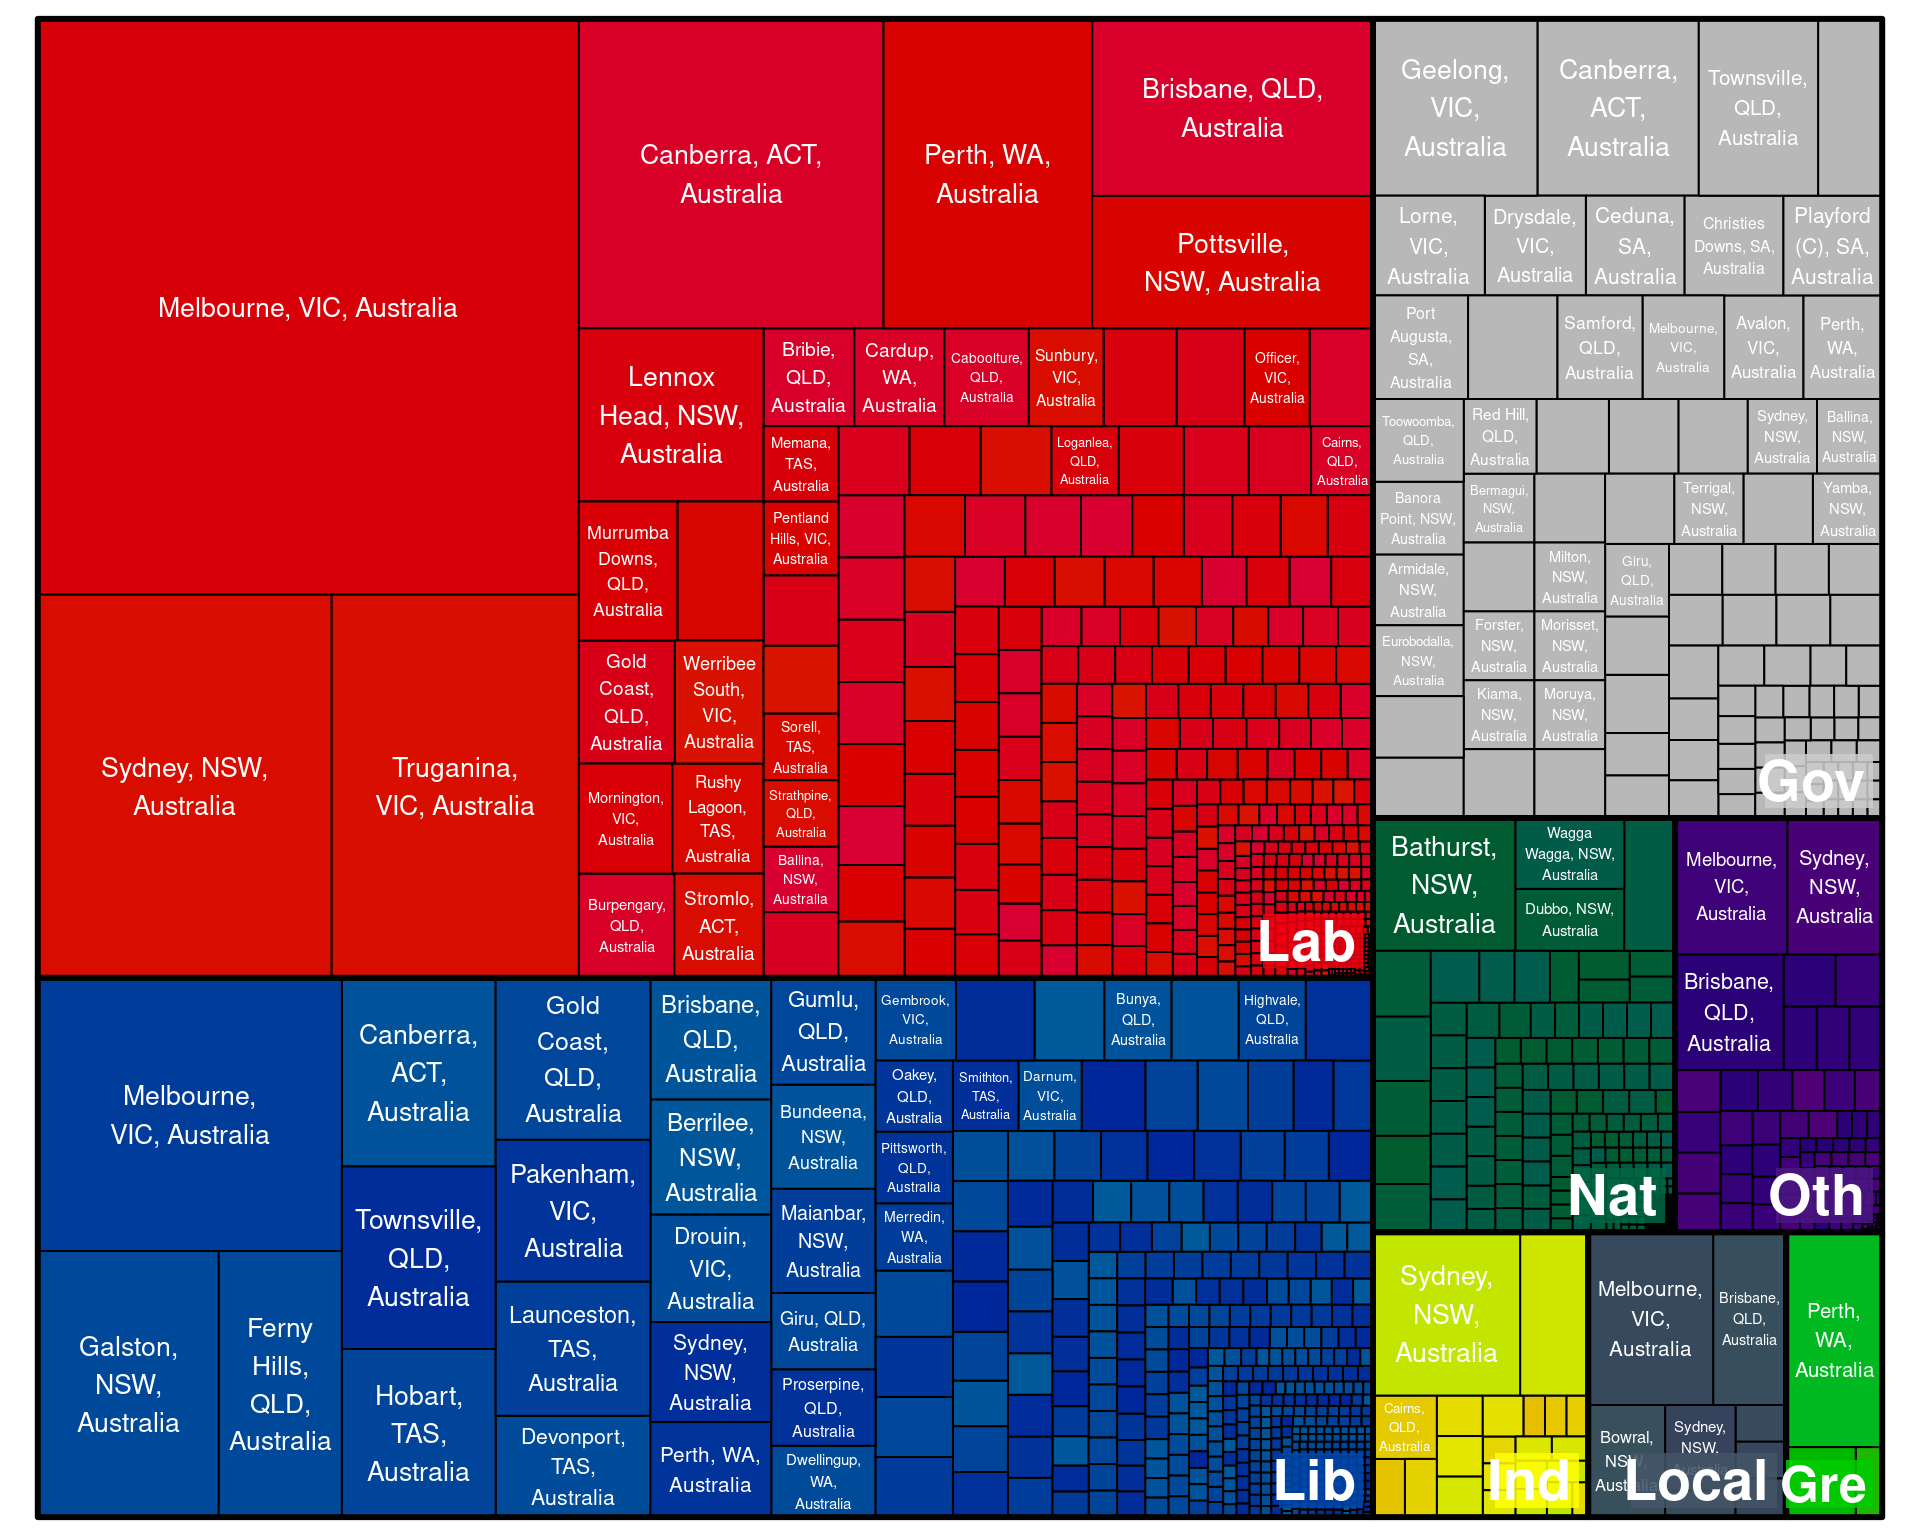 Melbourne, VIC, Australia
Sydney, NSW,
Australia
Truganina,
VIC, Australia
Canberra, ACT,
Australia
Perth, WA,
Australia
Brisbane, QLD,
Australia
Pottsville,
NSW, Australia
Lennox
Head, NSW,
Australia
Murrumba
Downs,
QLD,
Australia
Gold
Coast,
QLD,
Australia
Werribee
South,
VIC,
Australia
Mornington,
VIC,
Australia
Rushy
Lagoon,
TAS,
Australia
Burpengary,
QLD,
Australia
Stromlo,
ACT,
Australia
Bribie,
QLD,
Australia
Cardup,
WA,
Australia
Caboolture,
QLD,
Australia
Sunbury,
VIC,
Australia
Officer,
VIC,
Australia
Memana,
TAS,
Australia
Loganlea,
QLD,
Australia
Cairns,
QLD,
Australia
Pentland
Hills, VIC,
Australia
Sorell,
TAS,
Australia
Strathpine,
QLD,
Australia
Ballina,
NSW,
Australia
Lab
Geelong,
VIC,
Australia
Canberra,
ACT,
Australia
Townsville,
QLD,
Australia
Lorne,
VIC,
Australia
Drysdale,
VIC,
Australia
Ceduna,
SA,
Australia
Christies
Downs, SA,
Australia
Playford
(C), SA,
Australia
Port
Augusta,
SA,
Australia
Samford,
QLD,
Australia
Melbourne,
VIC,
Australia
Avalon,
VIC,
Australia
Perth,
WA,
Australia
Toowoomba,
QLD,
Australia
Red Hill,
QLD,
Australia
Sydney,
NSW,
Australia
Ballina,
NSW,
Australia
Banora
Point, NSW,
Australia
Bermagui,
NSW,
Australia
Terrigal,
NSW,
Australia
Yamba,
NSW,
Australia
Armidale,
NSW,
Australia
Milton,
NSW,
Australia
Giru,
QLD,
Australia
Eurobodalla,
NSW,
Australia
Forster,
NSW,
Australia
Morisset,
NSW,
Australia
Kiama,
NSW,
Australia
Moruya,
NSW,
Australia
Gov
Melbourne,
VIC, Australia
Galston,
NSW,
Australia
Ferny
Hills,
QLD,
Australia
Canberra,
ACT,
Australia
Townsville,
QLD,
Australia
Hobart,
TAS,
Australia
Gold
Coast,
QLD,
Australia
Pakenham,
VIC,
Australia
Launceston,
TAS,
Australia
Devonport,
TAS,
Australia
Brisbane,
QLD,
Australia
Berrilee,
NSW,
Australia
Drouin,
VIC,
Australia
Sydney,
NSW,
Australia
Perth, WA,
Australia
Gumlu,
QLD,
Australia
Bundeena,
NSW,
Australia
Maianbar,
NSW,
Australia
Giru, QLD,
Australia
Proserpine,
QLD,
Australia
Dwellingup,
WA,
Australia
Gembrook,
VIC,
Australia
Bunya,
QLD,
Australia
Highvale,
QLD,
Australia
Oakey,
QLD,
Australia
Smithton,
TAS,
Australia
Darnum,
VIC,
Australia
Pittsworth,
QLD,
Australia
Merredin,
WA,
Australia
Lib
Bathurst,
NSW,
Australia
Wagga
Wagga, NSW,
Australia
Dubbo, NSW,
Australia
Nat
Melbourne,
VIC,
Australia
Sydney,
NSW,
Australia
Brisbane,
QLD,
Australia
Oth
Sydney,
NSW,
Australia
Cairns,
QLD,
Australia
Ind
Melbourne,
VIC,
Australia
Brisbane,
QLD,
Australia
Bowral,
NSW,
Australia
Sydney,
NSW,
Australia
Local
Perth,
WA,
Australia
Gre